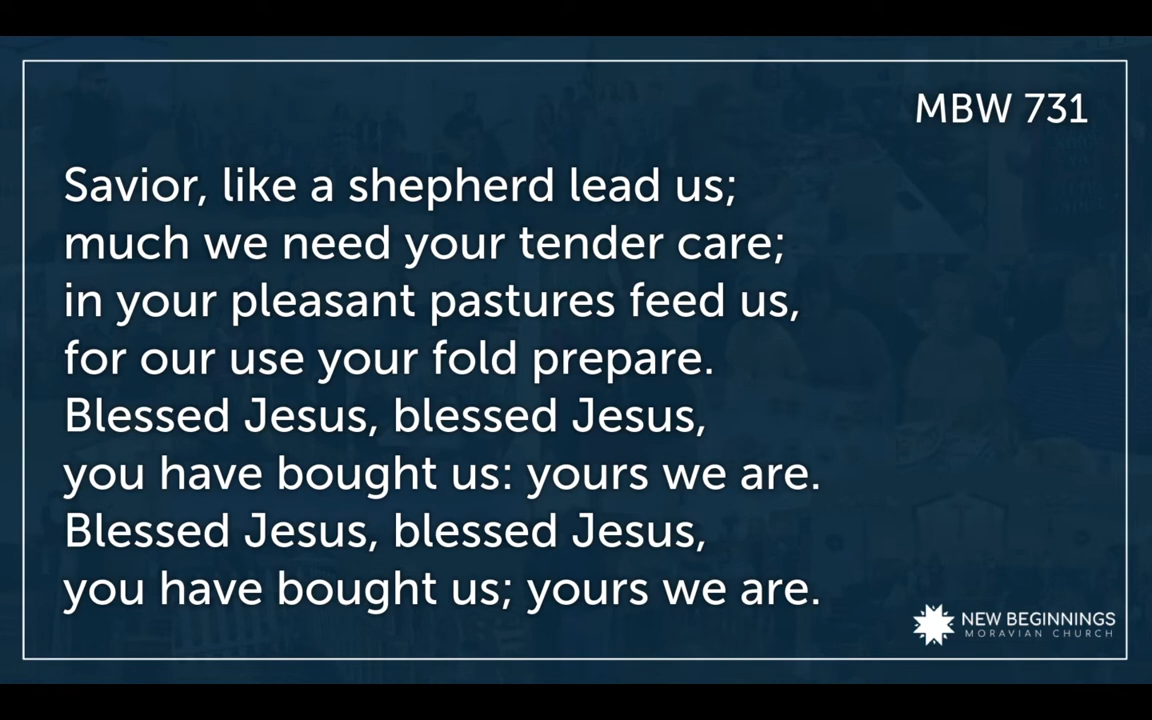 MBW 731
Savior, like a shepherd lead us;
much we need your tender care;
in your pleasant pastures feed us,
for our use your fold prepare.
Blessed Jesus, blessed Jesus,
you have bought us: yours we are.
Blessed Jesus, blessed Jesus,
you have bought us; yours we are.
NEW BEGINNINGS
MORAVIAN CHURCH